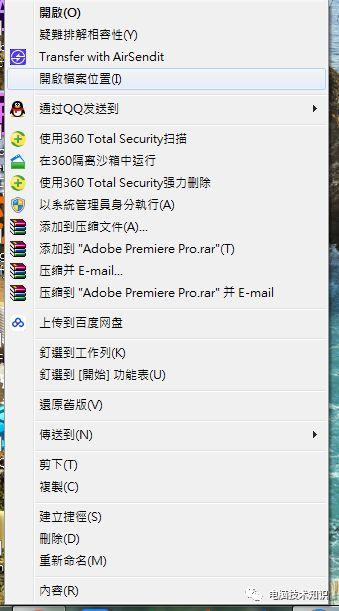 開啟(O)
疑難排解相容性(Y)
Transfer with AirSendit
開啟檔案位置(I)
通过QQ发送到
使用360 Total Security扫描
在360隔离沙箱中运行
使用360 Total Security强力删除
以系統管理員身分執行(A)
添加到压缩文件(A)...
添加到 "Adobe Premiere Pro.rar"(T)
压缩并 E-mail...
压缩到 "Adobe Premiere Pro.rar" 并 E-mail
上传到百度网盘
釘選到工作列(K)
釘選到 [開始] 功能表(U)
還原舊版(V)
傳送到(N)
剪下(T)
複製(C)
建立捷徑(S)
刪除(D)
重新命名(M)
內容(R)
电脑技术知识